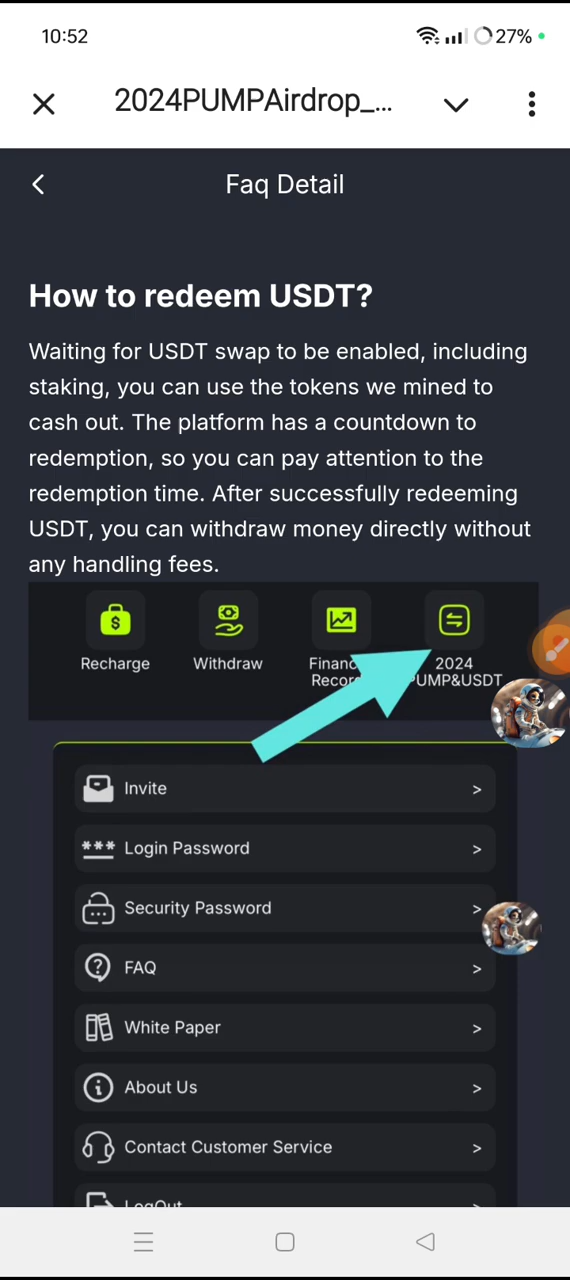 10:52
27%
2024PUMPAirdrop_...
Faq Detail
How to redeem USDT?
Waiting for USDT swap to be enabled, including
staking, you can use the tokens we mined to
cash out. The platform has a countdown to
redemption, so you can pay attention to the
redemption time. After successfully redeeming
USDT, you can withdraw money directly without
any handling fees.
Recharge
Withdraw
2024
PUMP&USDT
Invite >
*** Login Password >
Security Password >
FAQ >
White Paper >
About Us >
Contact Customer Service >
LogOut